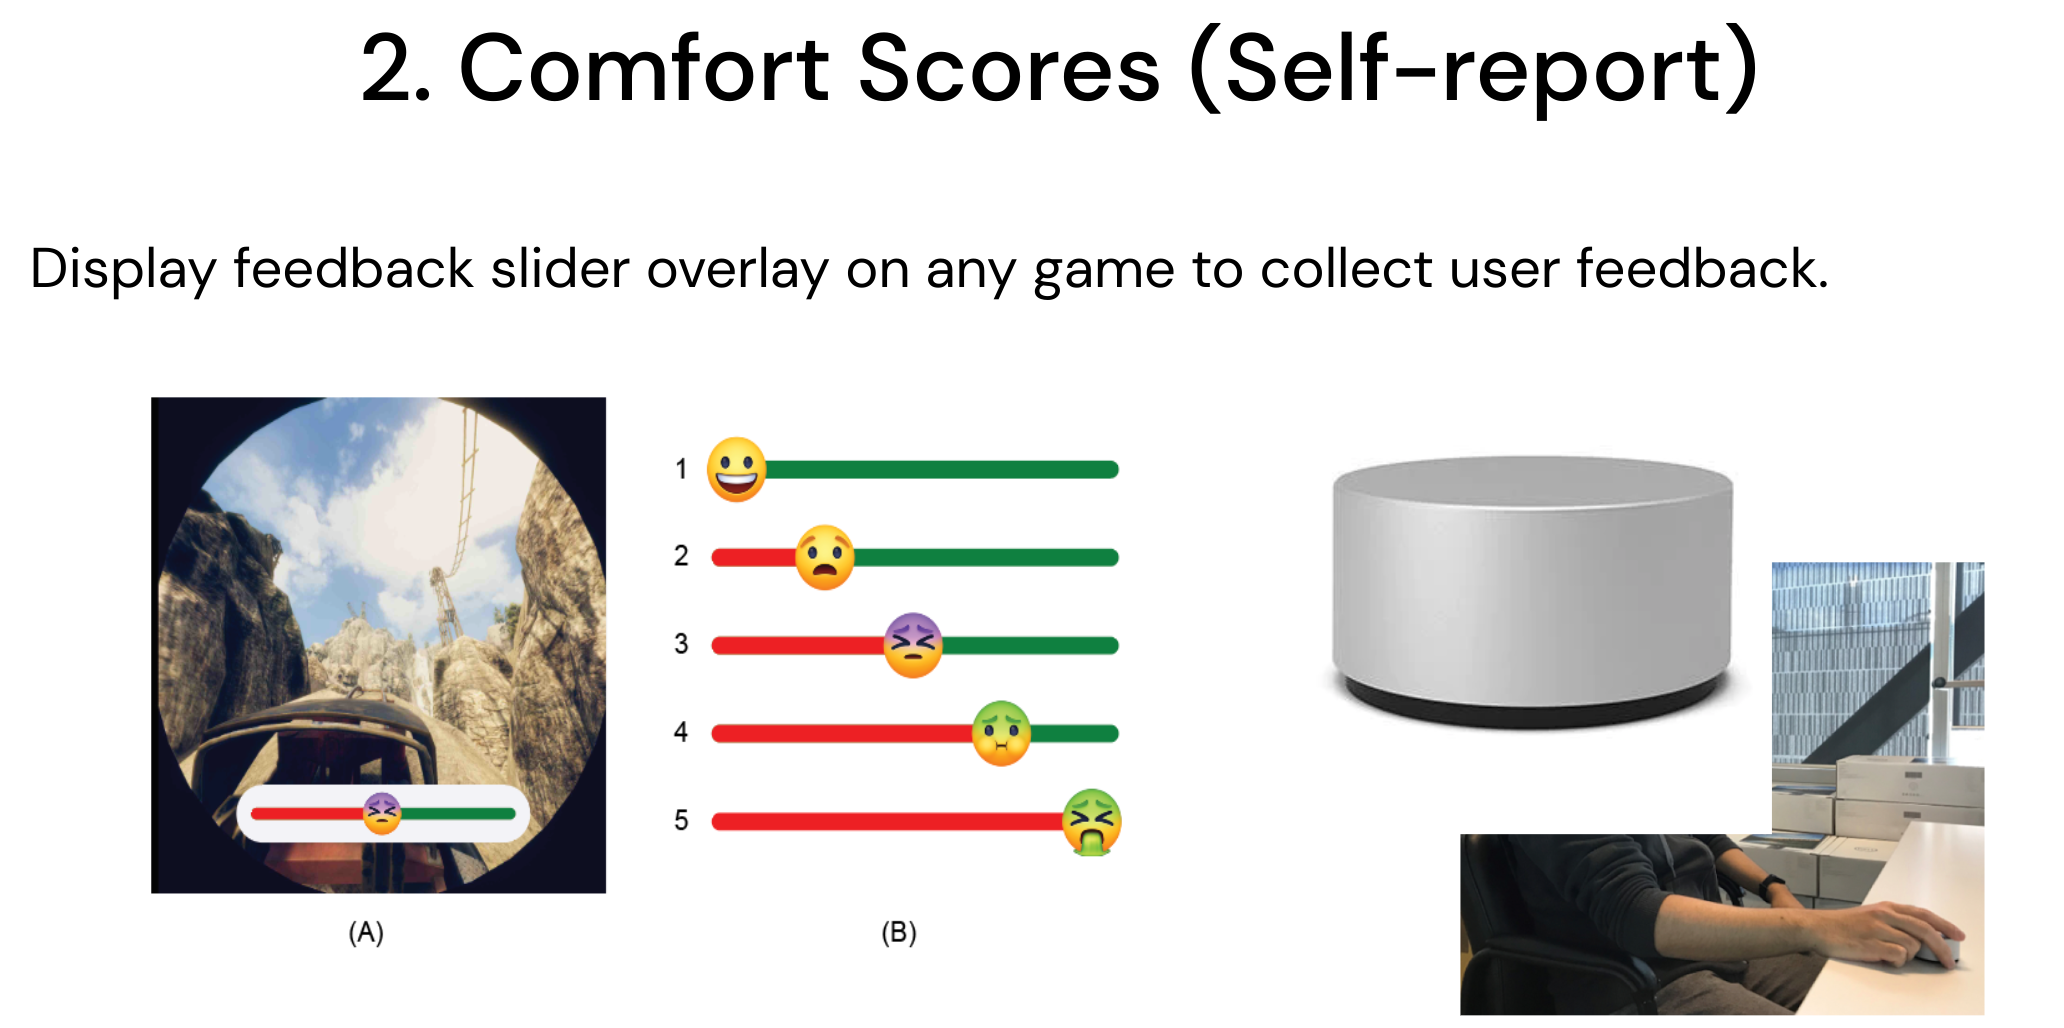 2. Comfort Scores (Self-report)
Display feedback slider overlay on any game to collect user feedback.
1
2
3
4
5
(A)
(B)